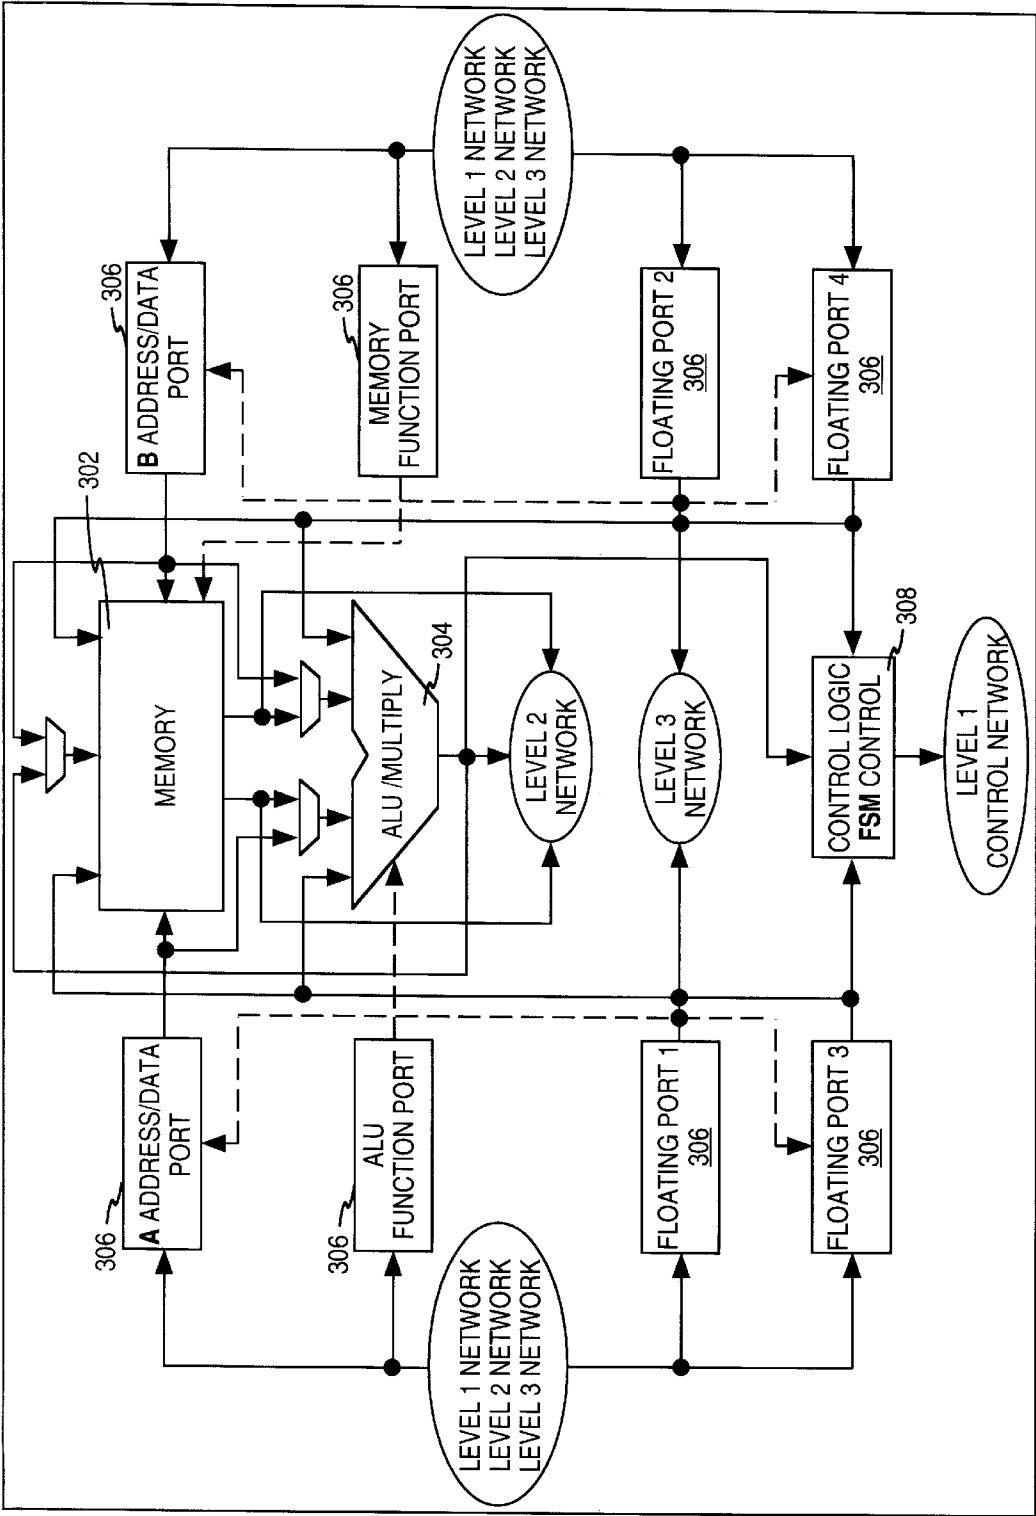 306
A ADDRESS/DATA
PORT
302
MEMORY
306
B ADDRESS/DATA
PORT
306
ALU
FUNCTION PORT
ALU /MULTIPLY
304
306
MEMORY
FUNCTION PORT
LEVEL 1 NETWORK
LEVEL 2 NETWORK
LEVEL 3 NETWORK
LEVEL 2
NETWORK
LEVEL 1 NETWORK
LEVEL 2 NETWORK
LEVEL 3 NETWORK
FLOATING PORT 1
306
LEVEL 3
NETWORK
FLOATING PORT 2
306
FLOATING PORT 3
306
CONTROL LOGIC
FSM CONTROL
308
FLOATING PORT 4
306
LEVEL 1
CONTROL NETWORK